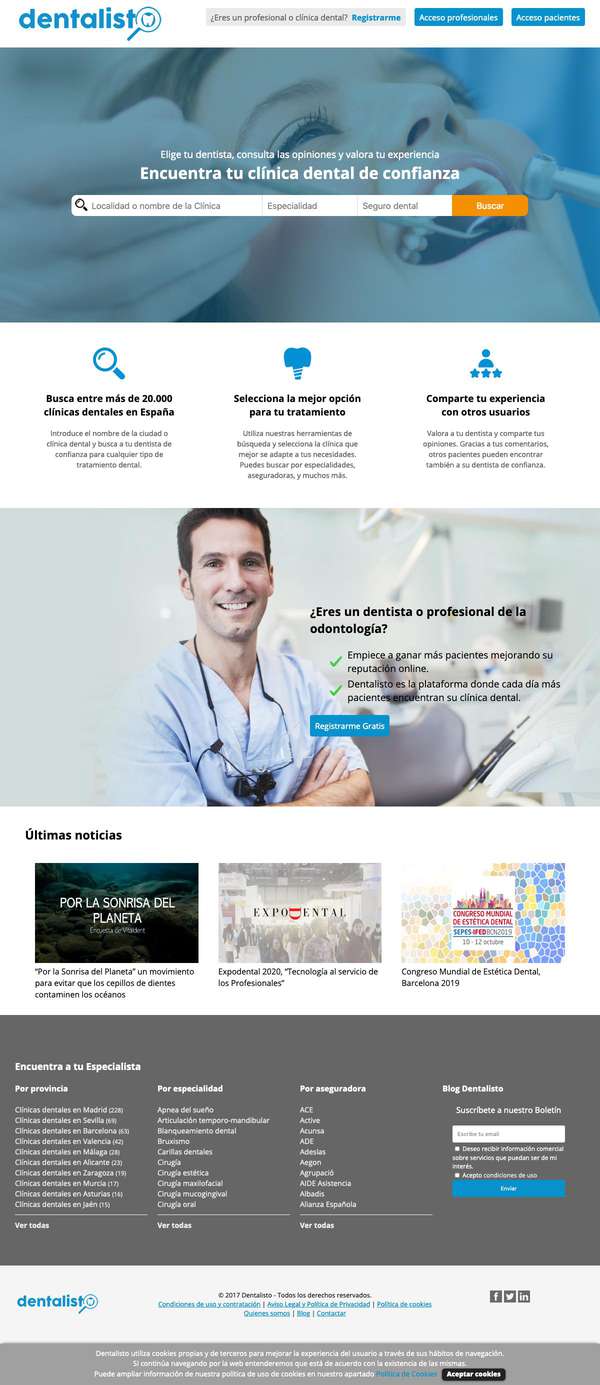 dentalisto
¿Eres un profesional o clínica dental? Registrarme
Acceso profesionales
Acceso pacientes
Elige tu dentista, consulta las opiniones y valora tu experiencia
Encuentra tu clínica dental de confianza
Localidad o nombre de la Clínica
Especialidad
Seguro dental
Buscar
Busca entre más de 20.000
clínicas dentales en España
Introduce el nombre de la ciudad o
clínica dental y busca a tu dentista de
confianza para cualquier tipo de
tratamiento dental.
Selecciona la mejor opción
para tu tratamiento
Utiliza nuestras herramientas de
búsqueda y selecciona la clínica que
mejor se adapte a tus necesidades.
Puedes buscar por especialidades,
aseguradoras, y muchos más.
Comparte tu experiencia
con otros usuarios
Valora a tu dentista y comparte tus
opiniones. Gracias a tus comentarios,
otros pacientes pueden encontrar
también a su dentista de confianza.
¿Eres un dentista o profesional de la
odontología?
Empiece a ganar más pacientes mejorando su
reputación online.
Dentalisto es la plataforma donde cada día más
pacientes encuentran su clínica dental.
Registrarme Gratis
Últimas noticias
POR LA SONRISA DEL
PLANETA
Encuesta de Vitaldent
"Por la Sonrisa del Planeta" un movimiento
para evitar que los cepillos de dientes
contaminen los océanos
EXPODENTAL
Expodental 2020, "Tecnología al servicio de
los Profesionales"
CONGRESO MUNDIAL
DE ESTÉTICA DENTAL
SEPES-IFED BCN2019
10 - 12 octubre
Congreso Mundial de Estética Dental,
Barcelona 2019
Encuentra a tu Especialista
Por provincia
Clínicas dentales en Madrid (228)
Clínicas dentales en Sevilla (69)
Clínicas dentales en Barcelona (63)
Clínicas dentales en Valencia (42)
Clínicas dentales en Málaga (28)
Clínicas dentales en Alicante (23)
Clínicas dentales en Zaragoza (19)
Clínicas dentales en Murcia (17)
Clínicas dentales en Asturias (16)
Clínicas dentales en Jaén (15)
Ver todas
Por especialidad
Apnea del sueño
Articulación temporo-mandibular
Blanqueamiento dental
Bruxismo
Carillas dentales
Cirugía
Cirugía estética
Cirugía maxilofacial
Cirugía mucogingival
Cirugía oral
Ver todas
Por aseguradora
ACE
Active
Acunsa
ADE
Adeslas
Aegon
Agrupació
AIDE Asistencia
Albadis
Alianza Española
Ver todas
Blog Dentalisto
Suscríbete a nuestro Boletín
Escribe tu email
Deseo recibir información comercial
sobre servicios que puedan ser de mi
interés.
Acepto condiciones de uso
Enviar
dentalisto
© 2017 Dentalisto - Todos los derechos reservados.
Condiciones de uso y contratación | Aviso Legal y Política de Privacidad | Política de cookies
Quienes somos | Blog | Contactar
Dentalisto utiliza cookies propias y de terceros para mejorar la experiencia del usuario a través de sus hábitos de navegación.
Si continúa navegando por la web entenderemos que está de acuerdo con la existencia de las mismas.
Puede ampliar información de nuestra política de uso de cookies en nuestro apartado Política de Cookies Aceptar cookies